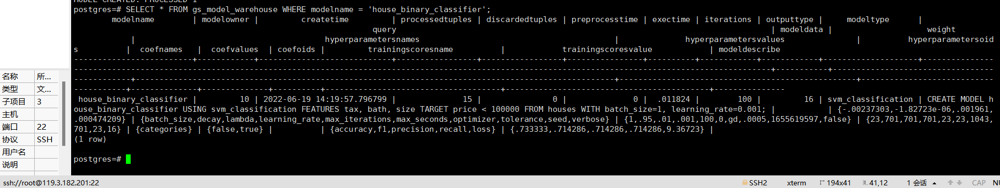 MODEL CREATED. PROCESSED 1
postgres=# SELECT * FROM gs_model_warehouse WHERE modelname = 'house_binary_classifier';
modelname | modelowner | createtime | processedtuples | discardedtuples | preprocesstime | exectime | iterations | outputtype | modeltype |
query | modeldata | weight
| hyperparametersnames | hyperparametersvalues | hyperparametersoid
s | coefnames | coefvalues | coefoids | trainingscoresname | trainingscoresvalue | modeldescribe
house_binary_classifier | 10 | 2022-06-19 14:19:57.796799 | 15 | 0 | 0 | .011824 | 100 | 16 | svm_classification | CREATE MODEL h
ouse_binary_classifier USING svm_classification FEATURES tax, bath, size TARGET price < 100000 FROM houses WITH batch_size=1, learning_rate=0.001; | | {-.00237303,-1.82723e-06,.001961,
.000474209} | {batch_size,decay,lambda,learning_rate,max_iterations,max_seconds,optimizer,tolerance,seed,verbose} | {1,.95,.01,.001,100,0,gd,.0005,1655619597,false} | {23,701,701,701,23,23,1043,
701,23,16} | {categories} | {false,true} | | {accuracy,f1,precision,recall,loss} | {.733333,.714286,.714286,.714286,9.36723} |
(1 row)
postgres=#
名称 所...
类型 文...
子项目 3
主机
端口 22
协议 SSH
用户名
说明
ssh://root@119.3.182.201:22 SSH2 xterm 194x41 41,12 1 会话 CAP NU